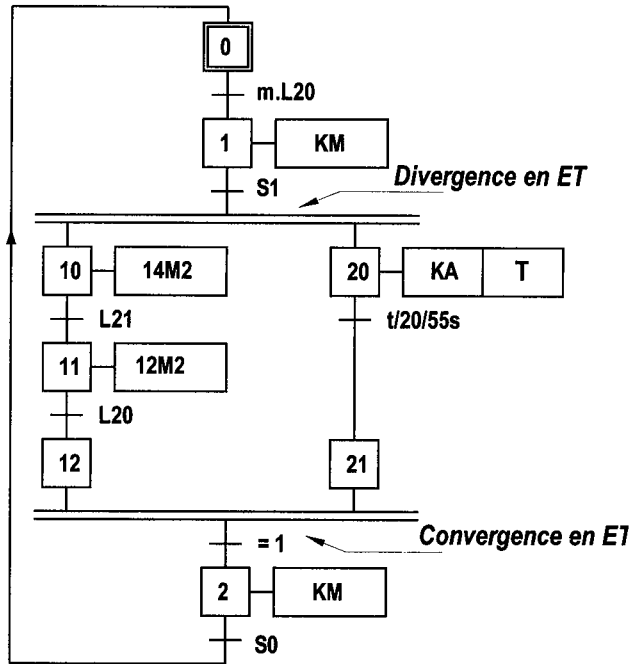 0
m.L20
1 KM
S1
Divergence en ET
10 14M2
20 KA T
L21
t/20/55s
11 12M2
L20
12
21
= 1
Convergence en ET
2 KM
S0